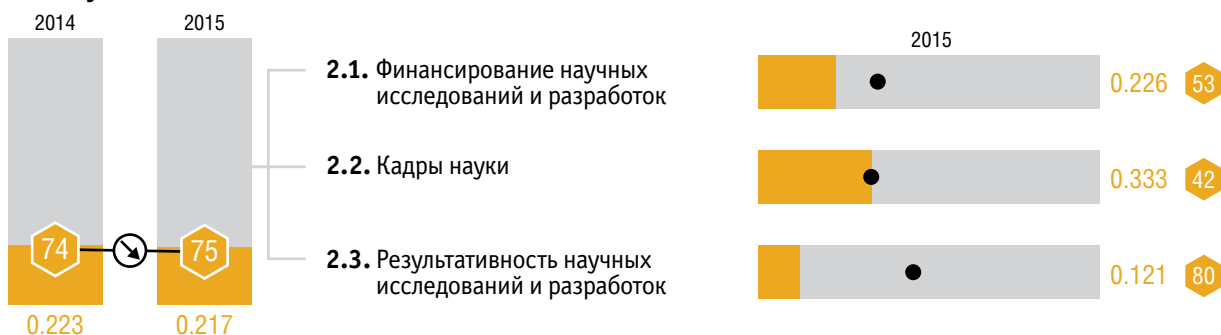 2014
2015
74
75
0.223
0.217
2.1. Финансирование научных
исследований и разработок
2.2. Кадры науки
2.3. Результативность научных
исследований и разработок
2015
0.226
53
0.333
42
0.121
80